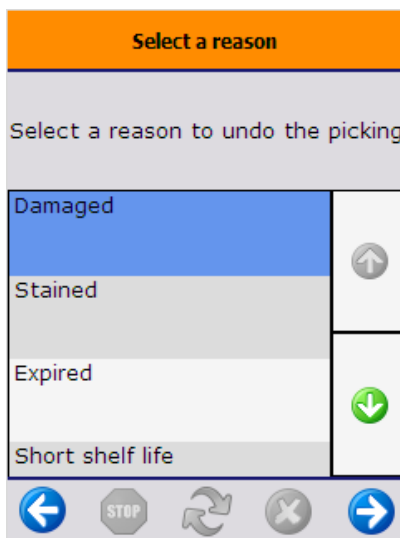 Select a reason
Select a reason to undo the picking
Damaged
Stained
Expired
Short shelf life
STOP